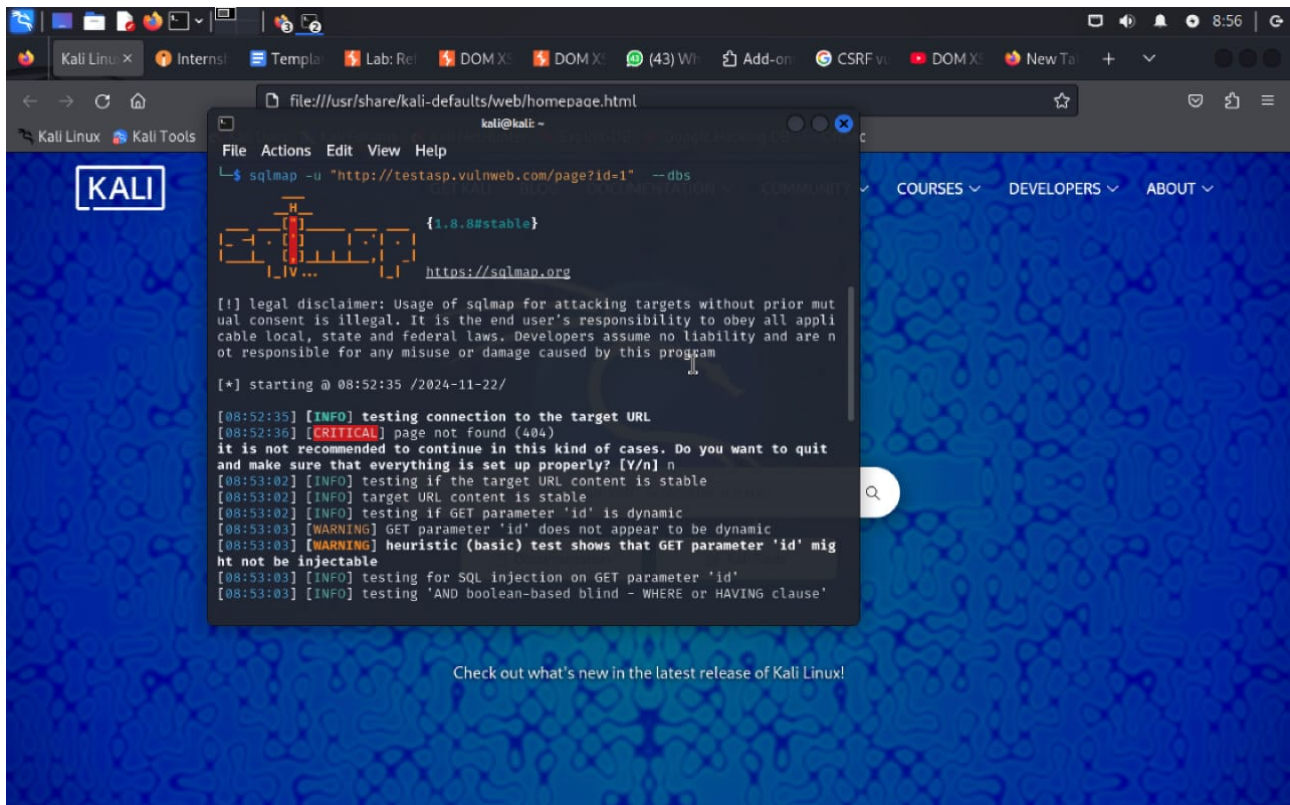 8:56
Kali Linu
Interns
Templa
Lab: Ref
DOM XS
DOM XS
(43) Wh
Add-on
CSRF vu
DOM XS
New Ta
file:///usr/share/kali-defaults/web/homepage.html
Kali Linux
Kali Tools
KALI
COURSES
DEVELOPERS
ABOUT
kali@kali: ~
File Actions Edit View Help
└─$ sqlmap -u "http://testasp.vulnweb.com/page?id=1" --dbs
{1.8.8#stable}
https://sqlmap.org
[!] legal disclaimer: Usage of sqlmap for attacking targets without prior mut
ual consent is illegal. It is the end user's responsibility to obey all appli
cable local, state and federal laws. Developers assume no liability and are n
ot responsible for any misuse or damage caused by this program
[*] starting @ 08:52:35 /2024-11-22/
[08:52:35] [INFO] testing connection to the target URL
[08:52:36] [CRITICAL] page not found (404)
it is not recommended to continue in this kind of cases. Do you want to quit
and make sure that everything is set up properly? [Y/n] n
[08:53:02] [INFO] testing if the target URL content is stable
[08:53:02] [INFO] target URL content is stable
[08:53:02] [INFO] testing if GET parameter 'id' is dynamic
[08:53:03] [WARNING] GET parameter 'id' does not appear to be dynamic
[08:53:03] [WARNING] heuristic (basic) test shows that GET parameter 'id' mig
ht not be injectable
[08:53:03] [INFO] testing for SQL injection on GET parameter 'id'
[08:53:03] [INFO] testing 'AND boolean-based blind - WHERE or HAVING clause'
Check out what's new in the latest release of Kali Linux!